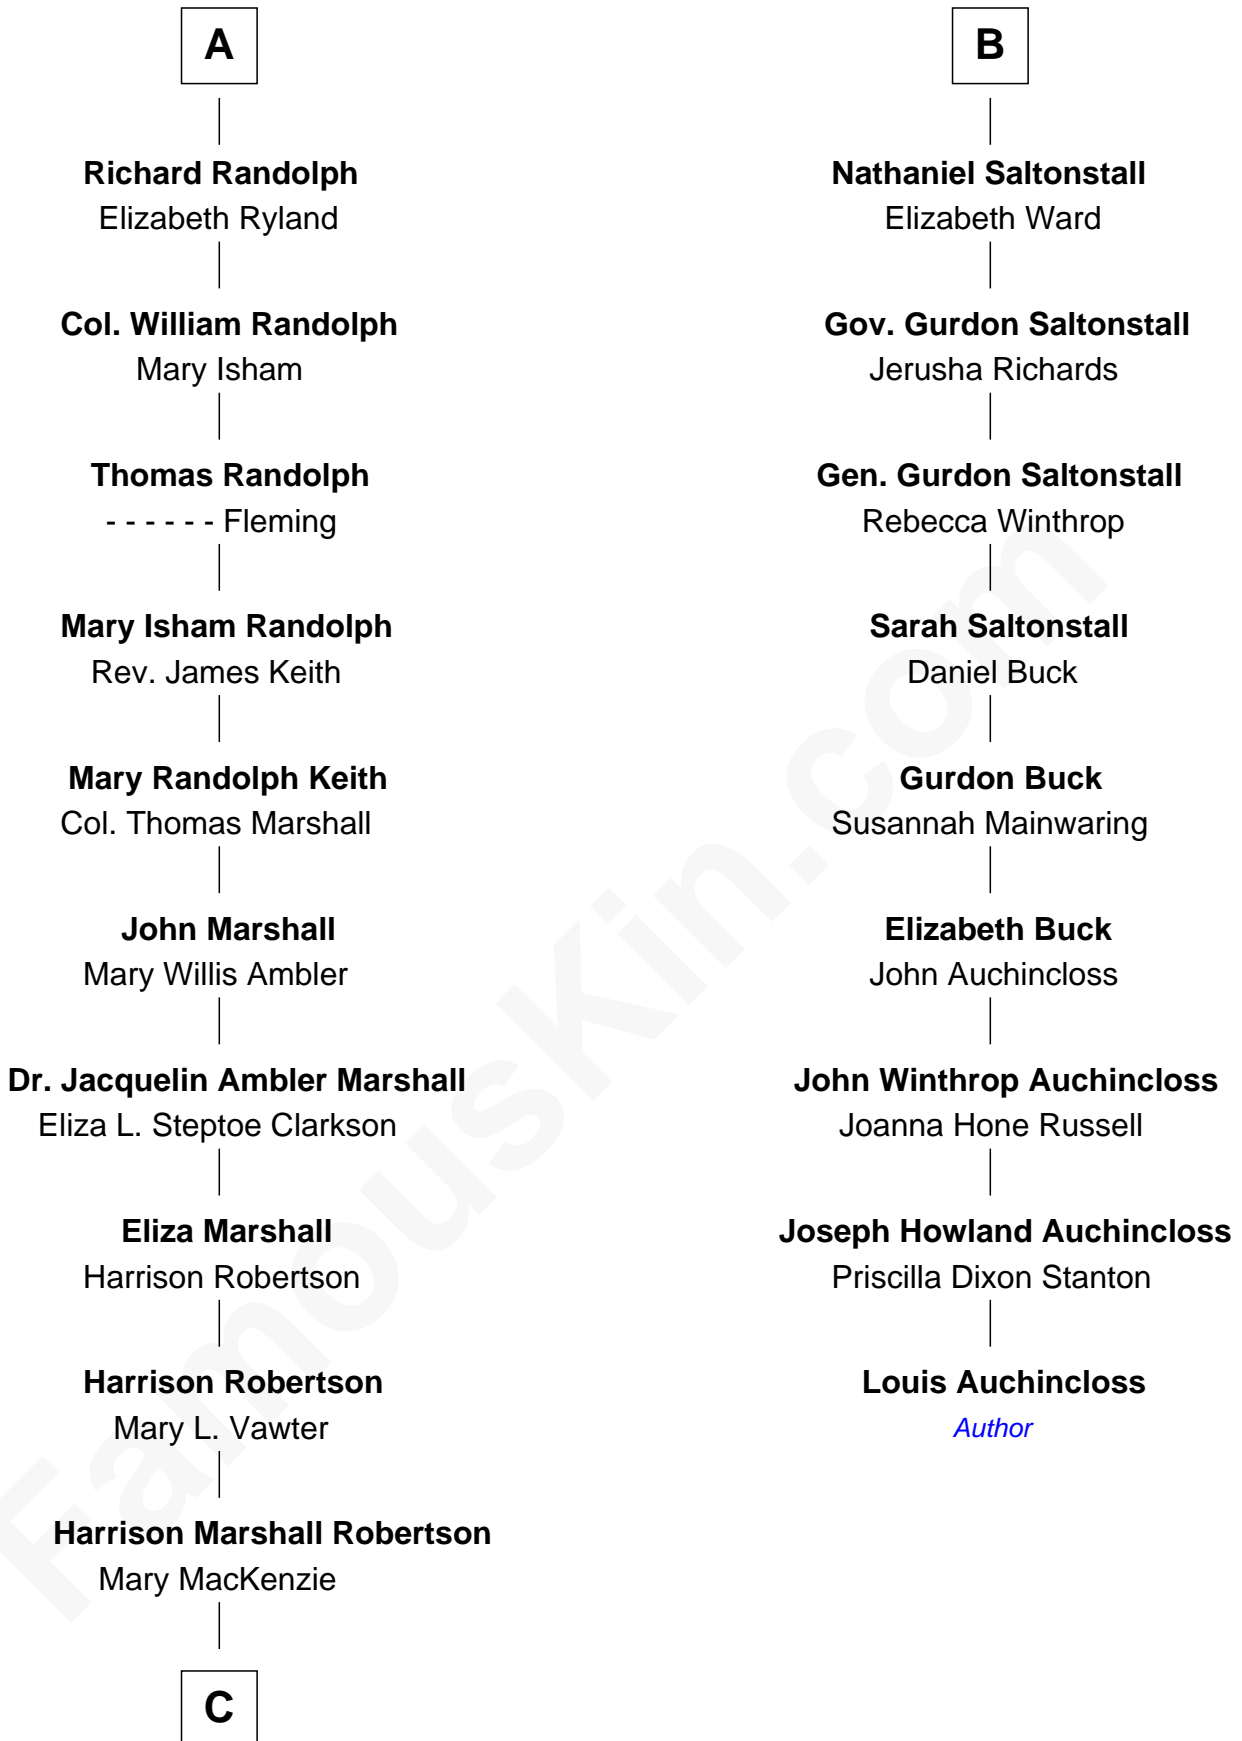 A
Richard Randolph
Elizabeth Ryland
Col. William Randolph
Mary Isham
Thomas Randolph
- - - - - - Fleming
Mary Isham Randolph
Rev. James Keith
Mary Randolph Keith
Col. Thomas Marshall
John Marshall
Mary Willis Ambler
Dr. Jacquelin Ambler Marshall
Eliza L. Steptoe Clarkson
Eliza Marshall
Harrison Robertson
Harrison Robertson
Mary L. Vawter
Harrison Marshall Robertson
Mary MacKenzie
C
B
Nathaniel Saltonstall
Elizabeth Ward
Gov. Gurdon Saltonstall
Jerusha Richards
Gen. Gurdon Saltonstall
Rebecca Winthrop
Sarah Saltonstall
Daniel Buck
Gurdon Buck
Susannah Mainwaring
Elizabeth Buck
John Auchincloss
John Winthrop Auchincloss
Joanna Hone Russell
Joseph Howland Auchincloss
Priscilla Dixon Stanton
Louis Auchincloss
Author
FamousKin.com